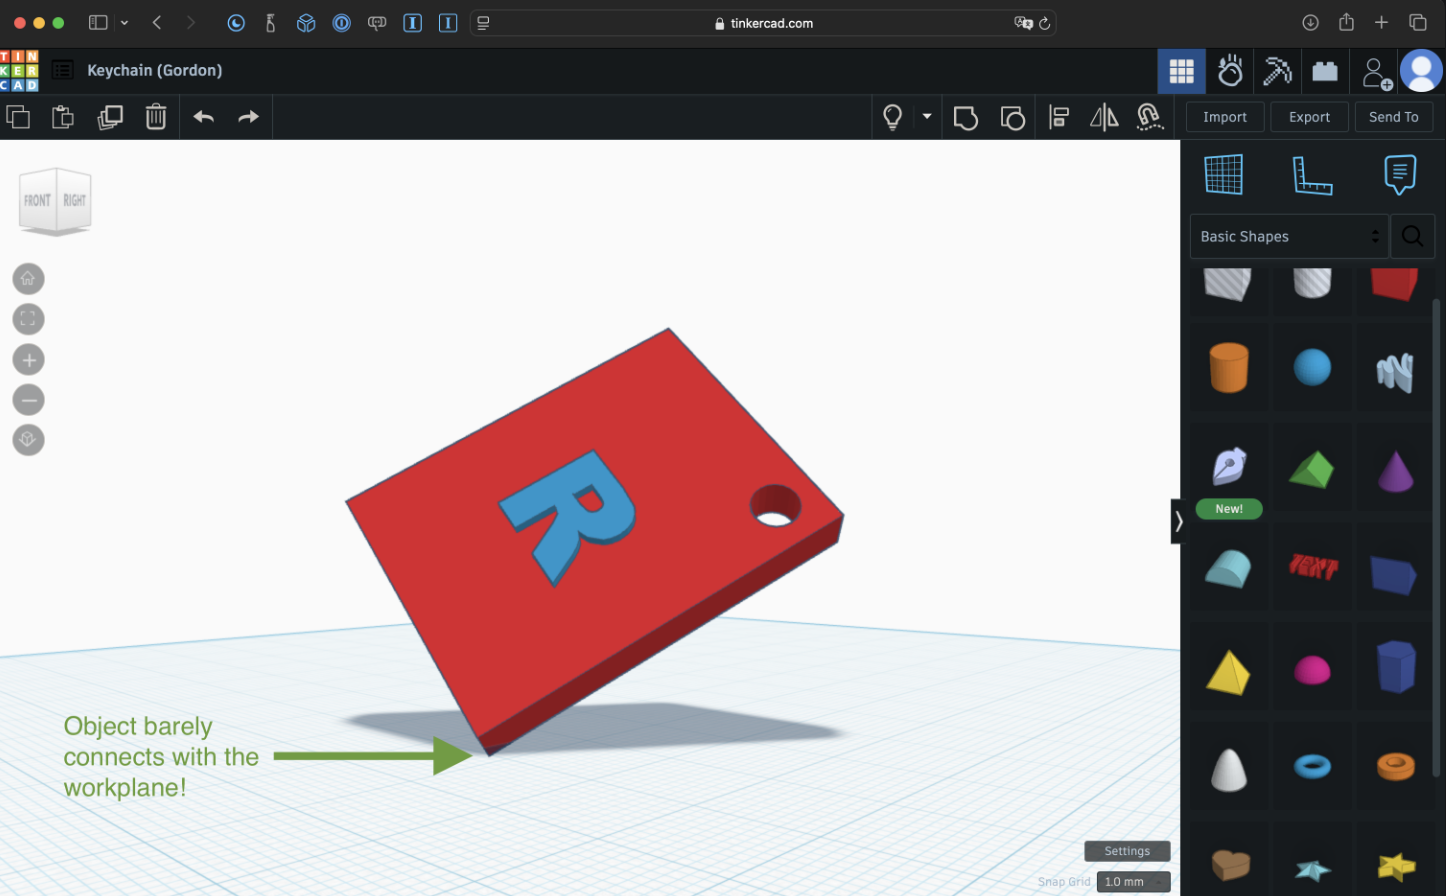 tinkercad.com
TIN
KER
CAD
Keychain (Gordon)
Import
Export
Send To
FRONT
RIGHT
Basic Shapes
R
New!
TEXT
Object barely
connects with the
workplane!
Settings
Snap Grid
1.0 mm